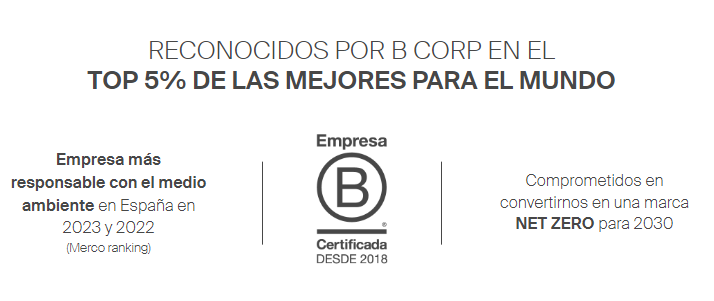 RECONOCIDOS POR B CORP EN EL
TOP 5% DE LAS MEJORES PARA EL MUNDO
Empresa más
responsable con el medio
ambiente en España en
2023 y 2022
(Merco ranking)
Empresa
B
®
Certificada
DESDE 2018
Comprometidos en
convertirnos en una marca
NET ZERO para 2030